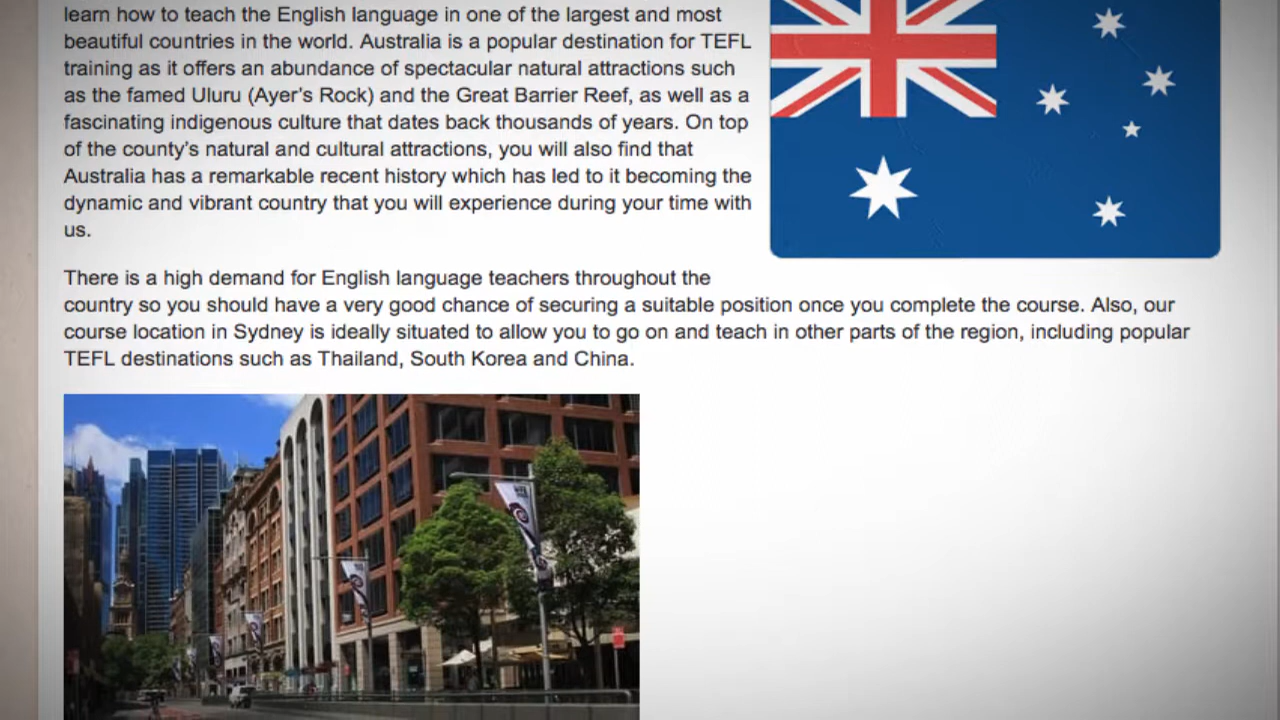 learn how to teach the English language in one of the largest and most
beautiful countries in the world. Australia is a popular destination for TEFL
training as it offers an abundance of spectacular natural attractions such
as the famed Uluru (Ayer's Rock) and the Great Barrier Reef, as well as a
fascinating indigenous culture that dates back thousands of years. On top
of the county's natural and cultural attractions, you will also find that
Australia has a remarkable recent history which has led to it becoming the
dynamic and vibrant country that you will experience during your time with
us.
There is a high demand for English language teachers throughout the
country so you should have a very good chance of securing a suitable position once you complete the course. Also, our
course location in Sydney is ideally situated to allow you to go on and teach in other parts of the region, including popular
TEFL destinations such as Thailand, South Korea and China.